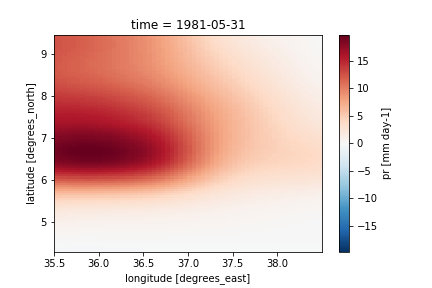 time = 1981-05-31
latitude [degrees_north]
9
8
7
6
5
35.5 36.0 36.5 37.0 37.5 38.0
longitude [degrees_east]
15
10
5
0
−5
−10
−15
pr [mm day-1]